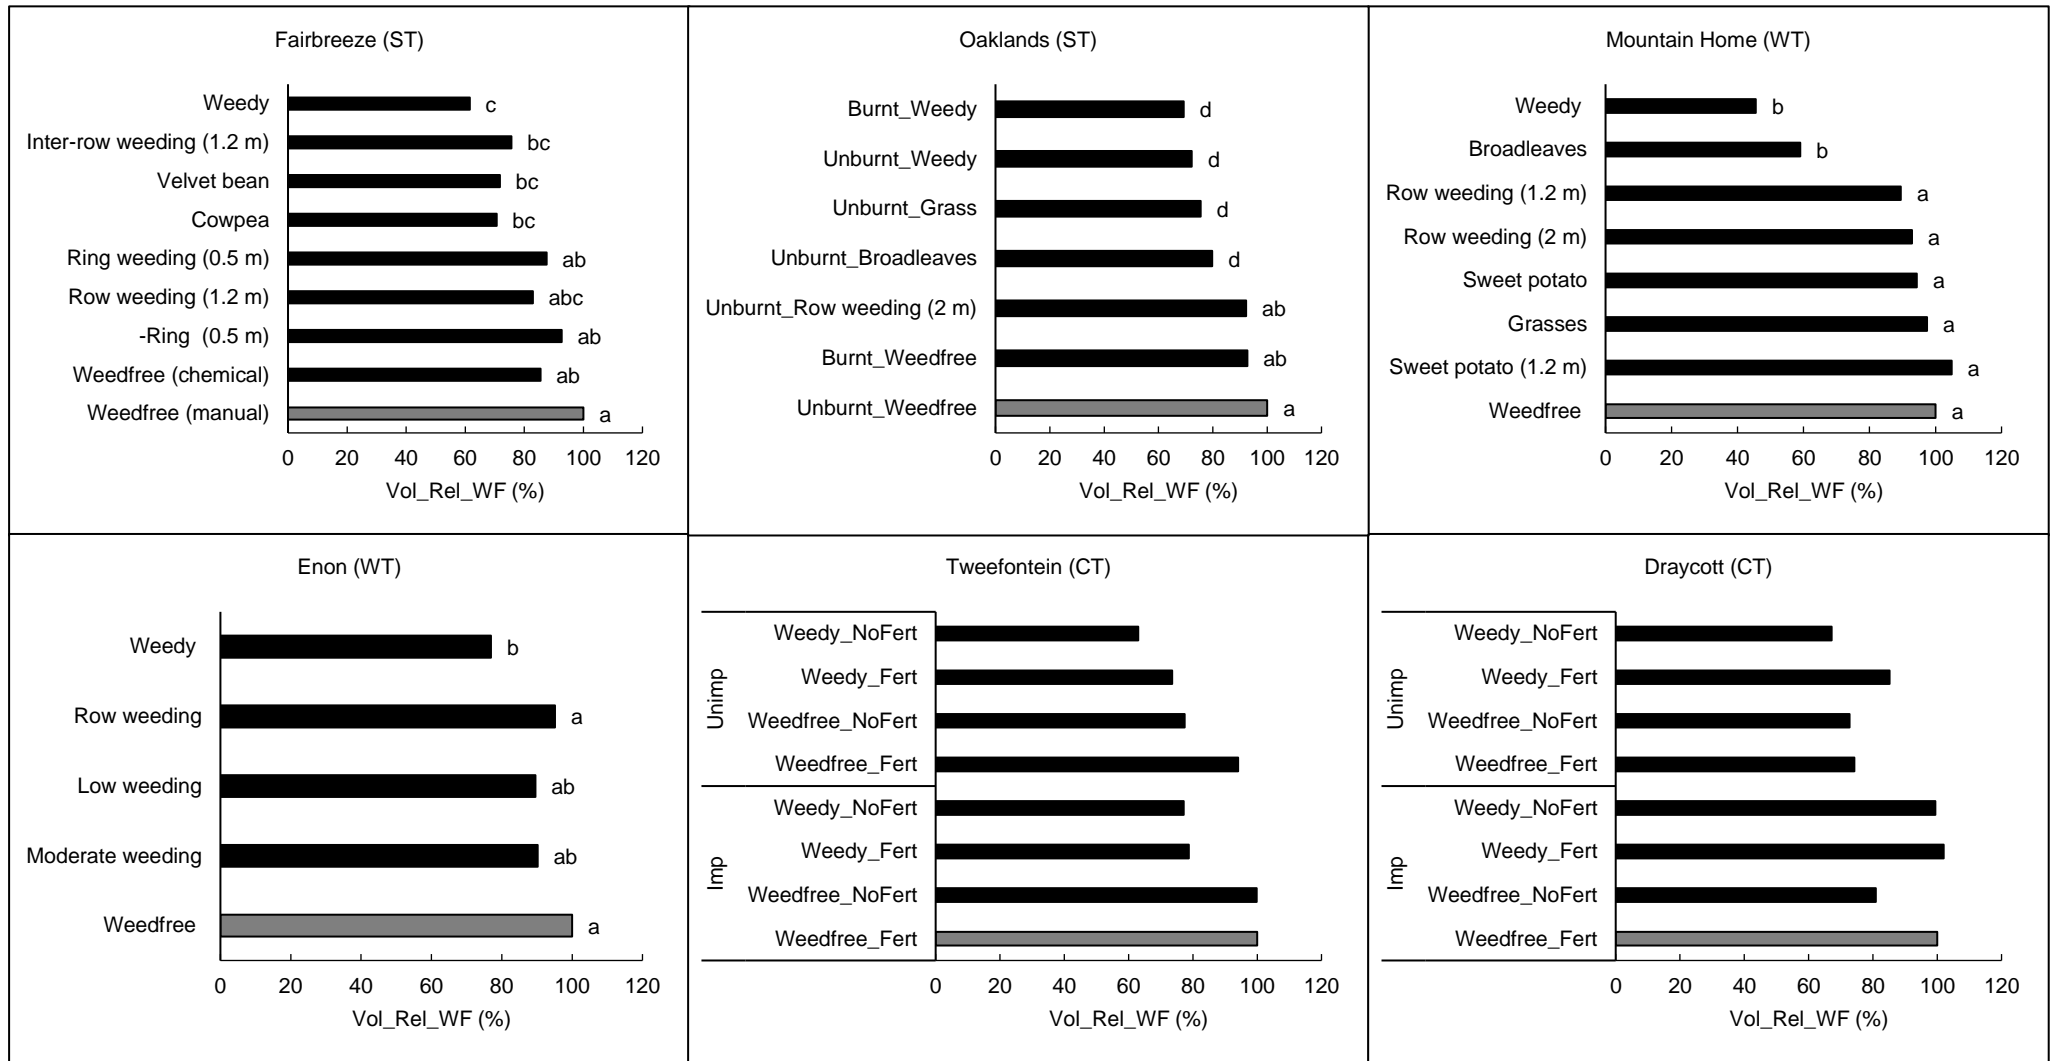 Fairbreeze (ST)
Weedy c
Inter-row weeding (1.2 m) bc
Velvet bean bc
Cowpea bc
Ring weeding (0.5 m) ab
Row weeding (1.2 m) abc
-Ring (0.5 m) ab
Weedfree (chemical) ab
Weedfree (manual) a
0 20 40 60 80 100 120
Vol_Rel_WF (%)
Oaklands (ST)
Burnt_Weedy d
Unburnt_Weedy d
Unburnt_Grass d
Unburnt_Broadleaves d
Unburnt_Row weeding (2 m) ab
Burnt_Weedfree ab
Unburnt_Weedfree a
0 20 40 60 80 100 120
Vol_Rel_WF (%)
Mountain Home (WT)
Weedy b
Broadleaves b
Row weeding (1.2 m) a
Row weeding (2 m) a
Sweet potato a
Grasses a
Sweet potato (1.2 m) a
Weedfree a
0 20 40 60 80 100 120
Vol_Rel_WF (%)
Enon (WT)
Weedy b
Row weeding a
Low weeding ab
Moderate weeding ab
Weedfree a
0 20 40 60 80 100 120
Vol_Rel_WF (%)
Tweefontein (CT)
Unimp
Weedy_NoFert
Weedy_Fert
Weedfree_NoFert
Weedfree_Fert
Imp
Weedy_NoFert
Weedy_Fert
Weedfree_NoFert
Weedfree_Fert
0 20 40 60 80 100 120
Vol_Rel_WF (%)
Draycott (CT)
Unimp
Weedy_NoFert
Weedy_Fert
Weedfree_NoFert
Weedfree_Fert
Imp
Weedy_NoFert
Weedy_Fert
Weedfree_NoFert
Weedfree_Fert
0 20 40 60 80 100 120
Vol_Rel_WF (%)